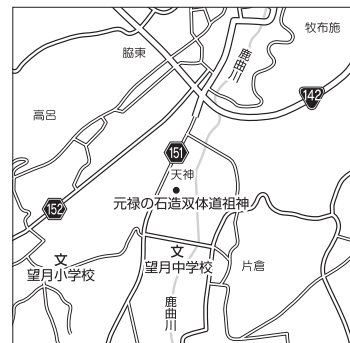 牧布施
脇東
鹿曲川
142
高呂
151
天神
元禄の石造双体道祖神
152
文
望月小学校
文
望月中学校
片倉
鹿曲川